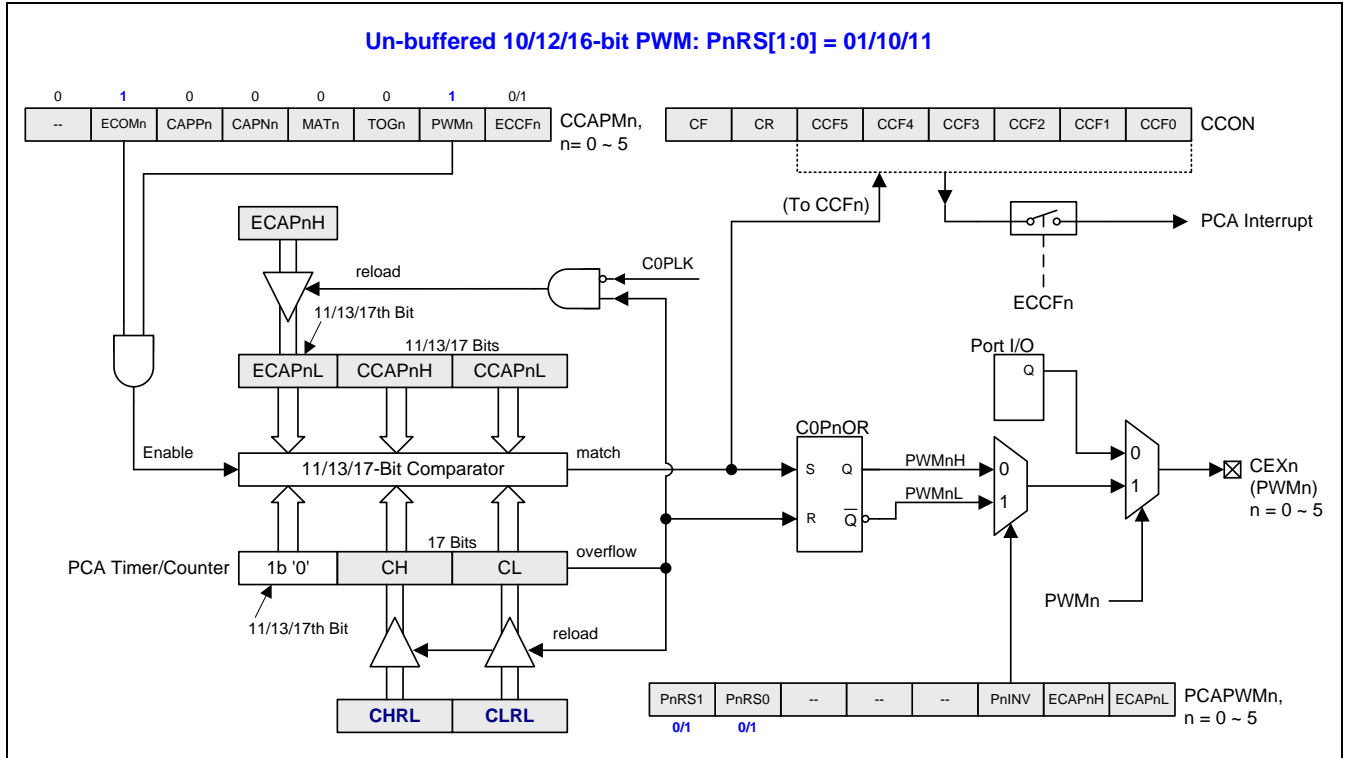 Un-buffered 10/12/16-bit PWM: PnRS[1:0] = 01/10/11
0 1 0 0 0 0 1 0/1
-- ECOMn CAPPn CAPNn MATn TOGn PWMn ECCFn
CCAPMn,
n= 0 ~ 5
CF CR CCF5 CCF4 CCF3 CCF2 CCF1 CCF0 CCON
(To CCFn)
PCA Interrupt
ECCFn
ECAPnH
reload
C0PLK
11/13/17th Bit
11/13/17 Bits
ECAPnL CCAPnH CCAPnL
Port I/O
Q
Enable
11/13/17-Bit Comparator
match
C0PnOR
S Q
R Q
PWMnH
PWMnL
0
1
0
1
CEXn
(PWMn)
n = 0 ~ 5
17 Bits
overflow
PCA Timer/Counter
1b '0' CH CL
11/13/17th Bit
PWMn
reload
CHRL CLRL
PnRS1 PnRS0 -- -- -- PnINV ECAPnH ECAPnL
0/1 0/1
PCAPWMn,
n = 0 ~ 5